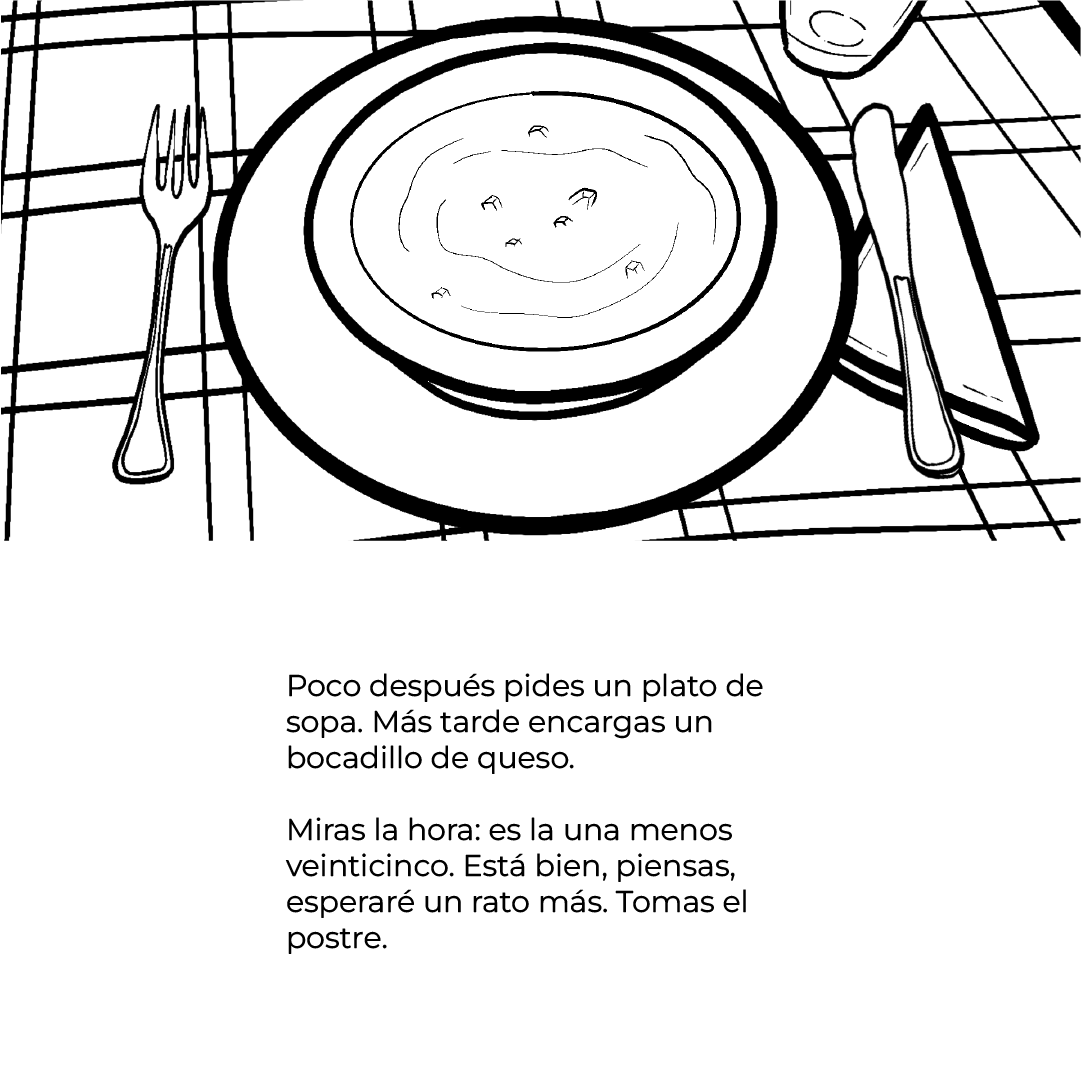 Poco después pides un plato de
sopa. Más tarde encargas un
bocadillo de queso.
Miras la hora: es la una menos
veinticinco. Está bien, piensas,
esperaré un rato más. Tomas el
postre.